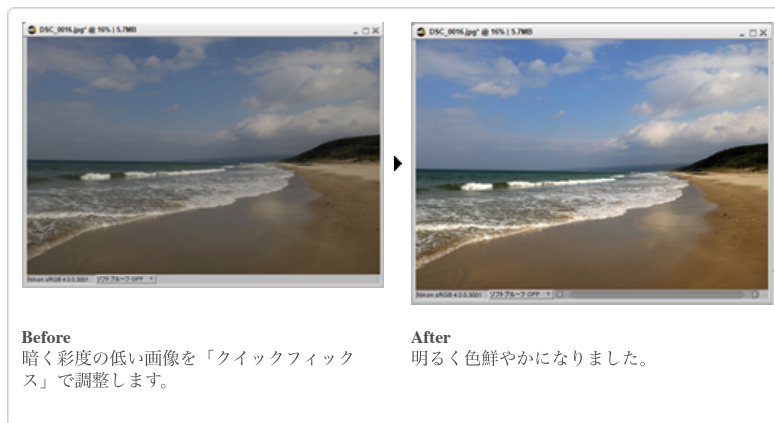 DSC_0016.jpg* @ 16% | 5.7MB
DSC_0016.jpg* @ 16% | 5.7MB
Nikon sRGB 4.0.0.3001
ソフトプルーフ OFF
Nikon sRGB 4.0.0.3001
ソフトプルーフ OFF
Before
暗く彩度の低い画像を「クイックフィック
ス」で調整します。
After
明るく色鮮やかになりました。